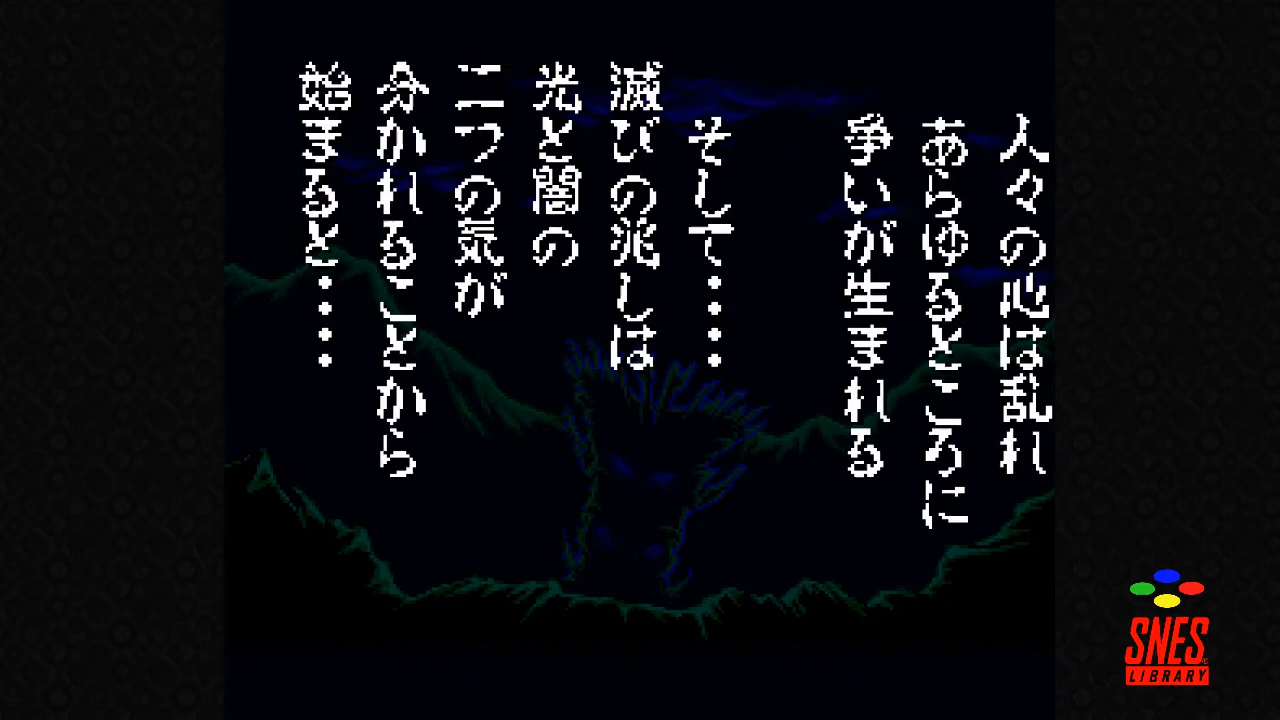 人々の心は乱れ
あらゆるところに
争いが生まれる
そして・・・・
滅びの兆しは
光と闇の
二つの気が
分かれることから
始まると・・・・
SNES
LIBRARY